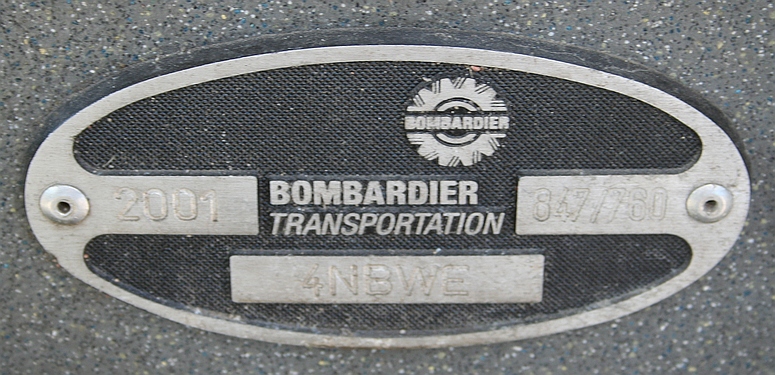 BOMBARDIER
2001 BOMBARDIER 847/760
TRANSPORTATION
4NBWE